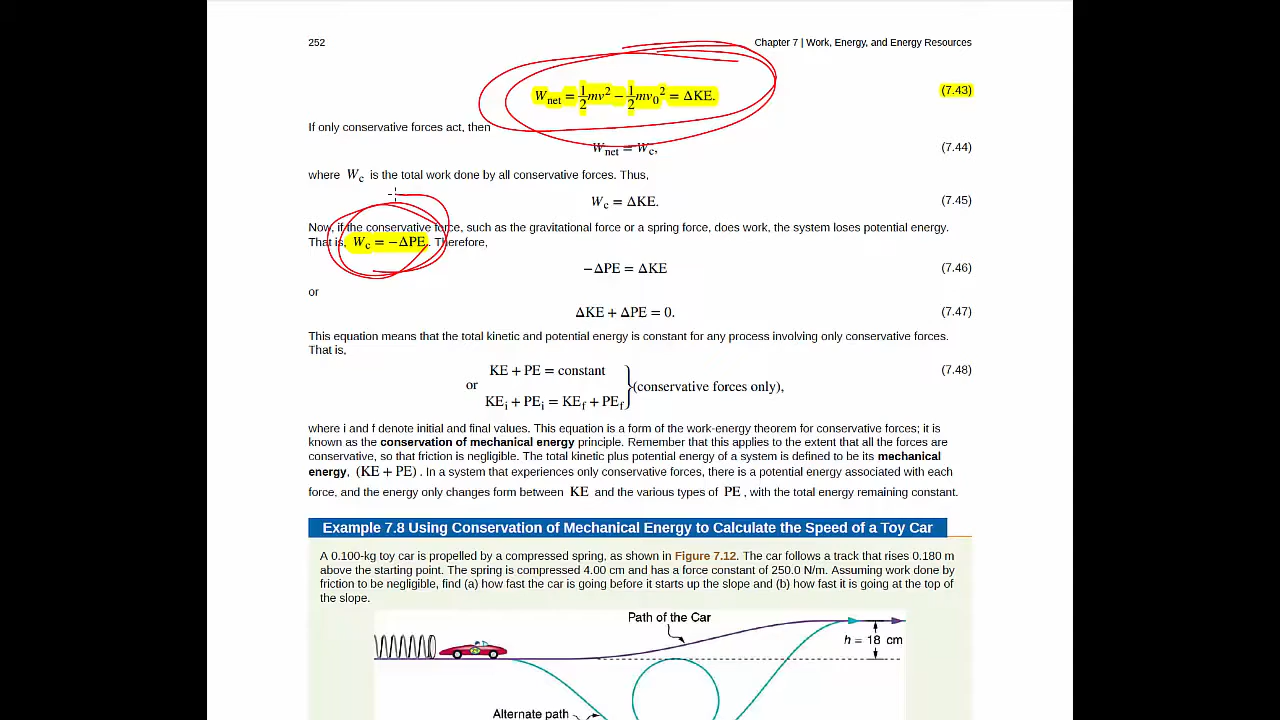 252
Chapter 7 | Work, Energy, and Energy Resources
W_net = 1/2 mv² − 1/2 mv₀² = ΔKE. (7.43)
If only conservative forces act, then
W_net = W_c, (7.44)
where W_c is the total work done by all conservative forces. Thus,
W_c = ΔKE. (7.45)
Now, if the conservative force, such as the gravitational force or a spring force, does work, the system loses potential energy.
That is, W_c = −ΔPE. Therefore,
−ΔPE = ΔKE (7.46)
or
ΔKE + ΔPE = 0. (7.47)
This equation means that the total kinetic and potential energy is constant for any process involving only conservative forces.
That is,
KE + PE = constant (7.48)
or (conservative forces only),
KE_i + PE_i = KE_f + PE_f
where i and f denote initial and final values. This equation is a form of the work-energy theorem for conservative forces; it is
known as the conservation of mechanical energy principle. Remember that this applies to the extent that all the forces are
conservative, so that friction is negligible. The total kinetic plus potential energy of a system is defined to be its mechanical
energy, (KE + PE). In a system that experiences only conservative forces, there is a potential energy associated with each
force, and the energy only changes form between KE and the various types of PE, with the total energy remaining constant.
Example 7.8 Using Conservation of Mechanical Energy to Calculate the Speed of a Toy Car
A 0.100-kg toy car is propelled by a compressed spring, as shown in Figure 7.12. The car follows a track that rises 0.180 m
above the starting point. The spring is compressed 4.00 cm and has a force constant of 250.0 N/m. Assuming work done by
friction to be negligible, find (a) how fast the car is going before it starts up the slope and (b) how fast it is going at the top of
the slope.
Path of the Car
h = 18 cm
Alternate path